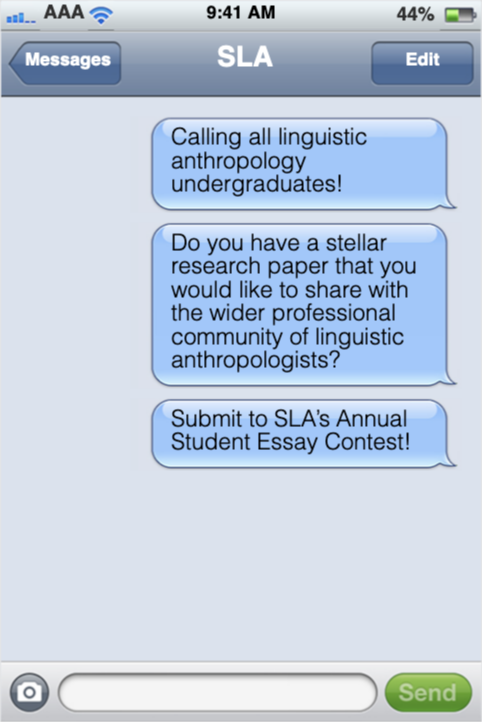 AAA 9:41 AM 44%
Messages SLA Edit
Calling all linguistic
anthropology
undergraduates!
Do you have a stellar
research paper that you
would like to share with
the wider professional
community of linguistic
anthropologists?
Submit to SLA's Annual
Student Essay Contest!
Send